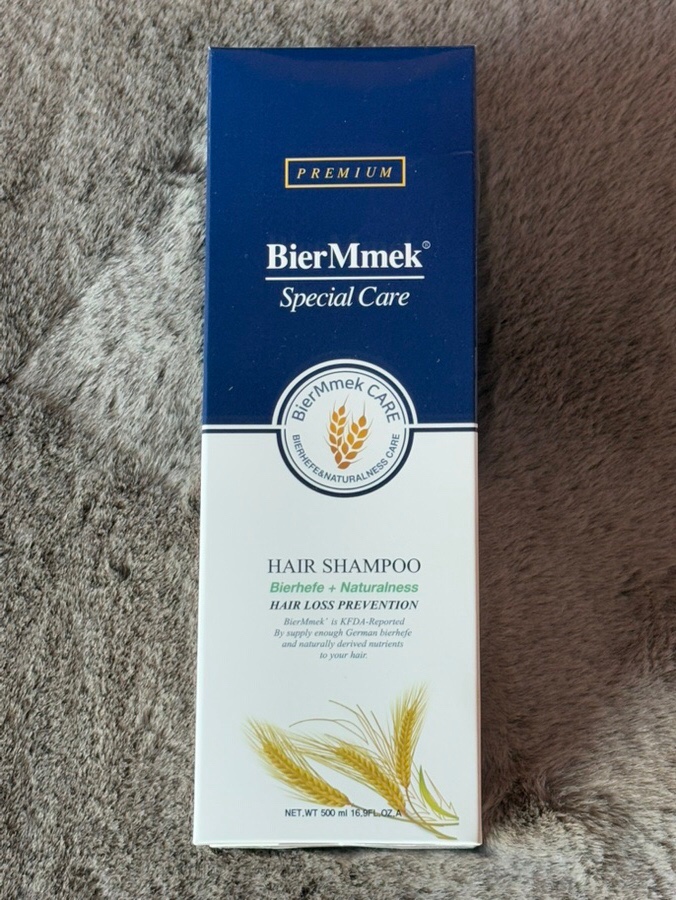 PREMIUM
BierMmek®
Special Care
BierMmek CARE
BIERHEFE&NATURALNESS CARE
HAIR SHAMPOO
Bierhefe + Naturalness
HAIR LOSS PREVENTION
BierMmek' is KFDA-Reported
By supply enough German bierhefe
and naturally derived nutrients
to your hair.
NET.WT 500 ml 16.9FL.OZ.A